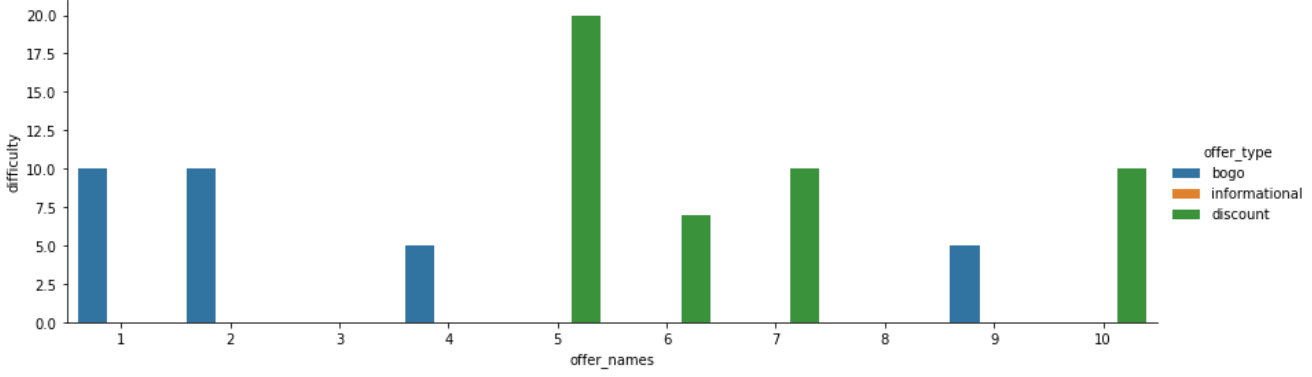 20.0
17.5
15.0
12.5
10.0
7.5
5.0
2.5
0.0
difficulty
1 2 3 4 5 6 7 8 9 10
offer_names
offer_type
bogo
informational
discount